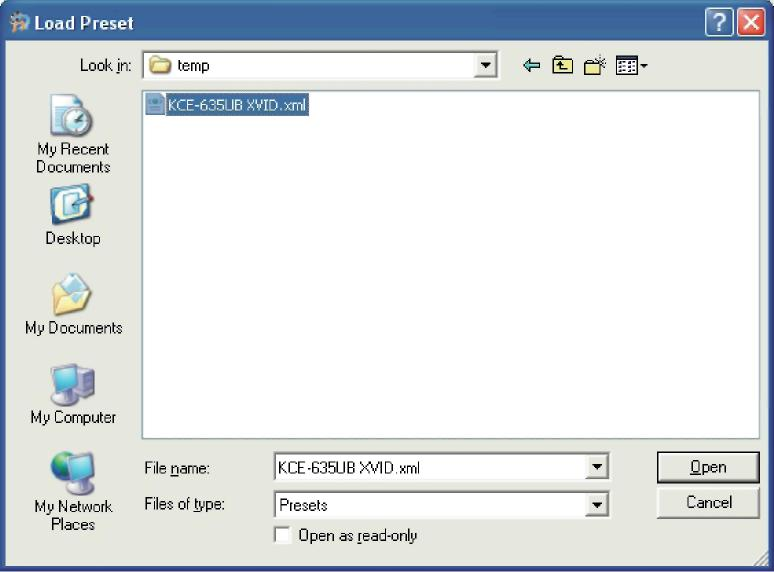 Load Preset
Look in:
temp
KCE-635UB XVID.xml
My Recent
Documents
Desktop
My Documents
My Computer
My Network
Places
File name:
KCE-635UB XVID.xml
Open
Files of type:
Presets
Cancel
Open as read-only